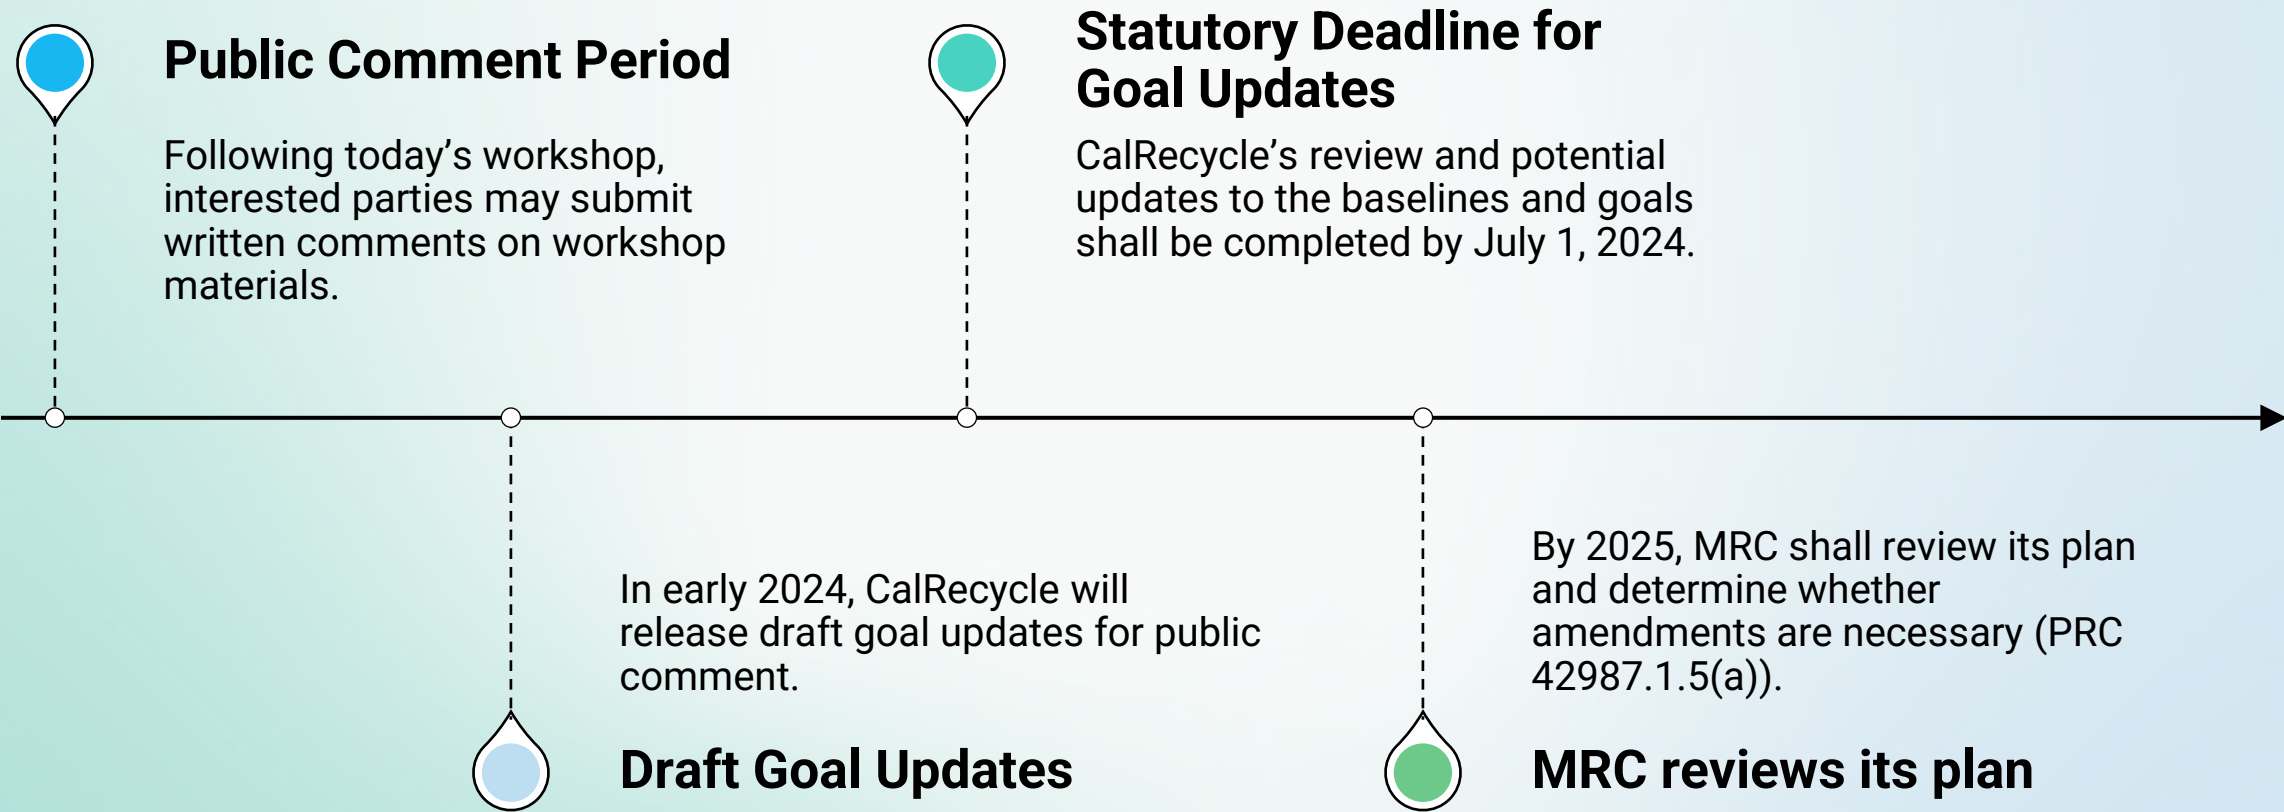 Public Comment Period
Following today’s workshop,
interested parties may submit
written comments on workshop
materials.
In early 2024, CalRecycle will
release draft goal updates for public
comment.
Draft Goal Updates
Statutory Deadline for
Goal Updates
CalRecycle’s review and potential
updates to the baselines and goals
shall be completed by July 1, 2024.
By 2025, MRC shall review its plan
and determine whether
amendments are necessary (PRC
42987.1.5(a)).
MRC reviews its plan